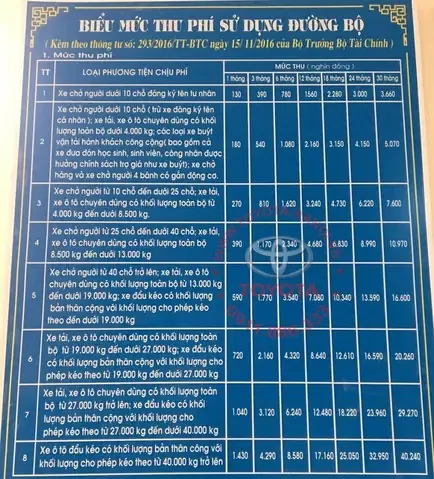 BIỂU MỨC THU PHÍ SỬ DỤNG ĐƯỜNG BỘ
( Kèm theo thông tư số: 293/2016/TT-BTC ngày 15/ 11/2016 của Bộ Trưởng Bộ Tài Chính )
1. Mức thu phí
TT LOẠI PHƯƠNG TIỆN CHỊU PHÍ MỨC THU (nghìn đồng)
1 tháng 3 tháng 6 tháng 12 tháng 18 tháng 24 tháng 30 tháng
1 Xe chở người dưới 10 chỗ đăng ký tên tư nhân 130 390 780 1560 2.280 3.000 3.660
Xe chở người dưới 10 chỗ ( trừ xe đăng ký tên
cá nhân ); xe tải, xe ô tô chuyên dùng có khối
lượng toàn bộ dưới 4.000 kg; các loại xe buýt
2 vận tải hành khách công cộng( bao gồm cả 180 540 1.080 2.160 3.150 4.150 5.070
xe đưa đón học sinh, sinh viên, công nhân được
hưởng chính sách trợ giá như xe buýt); xe chở
hàng và xe chở người 4 bánh có gắn động cơ.
Xe chở người từ 10 chỗ đến dưới 25 chỗ; xe tải,
3 xe ô tô chuyên dùng có khối lượng toàn bộ từ 270 810 1.620 3.240 4.730 6.220 7.600
4.000 kg đến dưới 8.500 kg.
Xe chở người từ 25 chỗ đến dưới 40 chỗ; xe tải,
4 xe ô tô chuyên dùng có khối lượng toàn bộ từ 390 1.170 2.340 4.680 6.830 8.990 10.970
8.500 kg đến dưới 13.000 kg
Xe chở người từ 40 chỗ trở lên; xe tải, xe ô tô
chuyên dùng có khối lượng toàn bộ từ 13.000 kg
5 đến dưới 19.000 kg; xe đầu kéo có khối lượng 590 1.770 3.540 7.080 10.340 13.590 16.600
bản thân cộng với khối lượng cho phép kéo
theo đến dưới 19.000 kg
TOYOTA
Xe tải, xe ô tô chuyên dùng có khối lượng toàn
bộ từ 19.000 kg đến dưới 27.000 kg; xe đầu kéo
6 có khối lượng bản thân cộng với khối lượng cho 720 2.160 4.320 8.640 12.610 16.590 20.260
phép kéo theo từ 19.000 kg đến dưới 27.000 kg
Xe tải, xe ô tô chuyên dùng có khối lượng toàn
bộ từ 27.000 kg trở lên; xe đầu kéo có khối
7 lượng bản thân cộng với khối lượng cho phép 1.040 3.120 6.240 12.480 18.220 23.960 29.270
kéo theo từ 27.000 kg đến dưới 40.000 kg
8 Xe ô tô đầu kéo có khối lượng bản thân cộng với 1.430 4.290 8.580 17.160 25.050 32.950 40.240
khối lượng cho phép kéo từ 40.000 kg trở lên